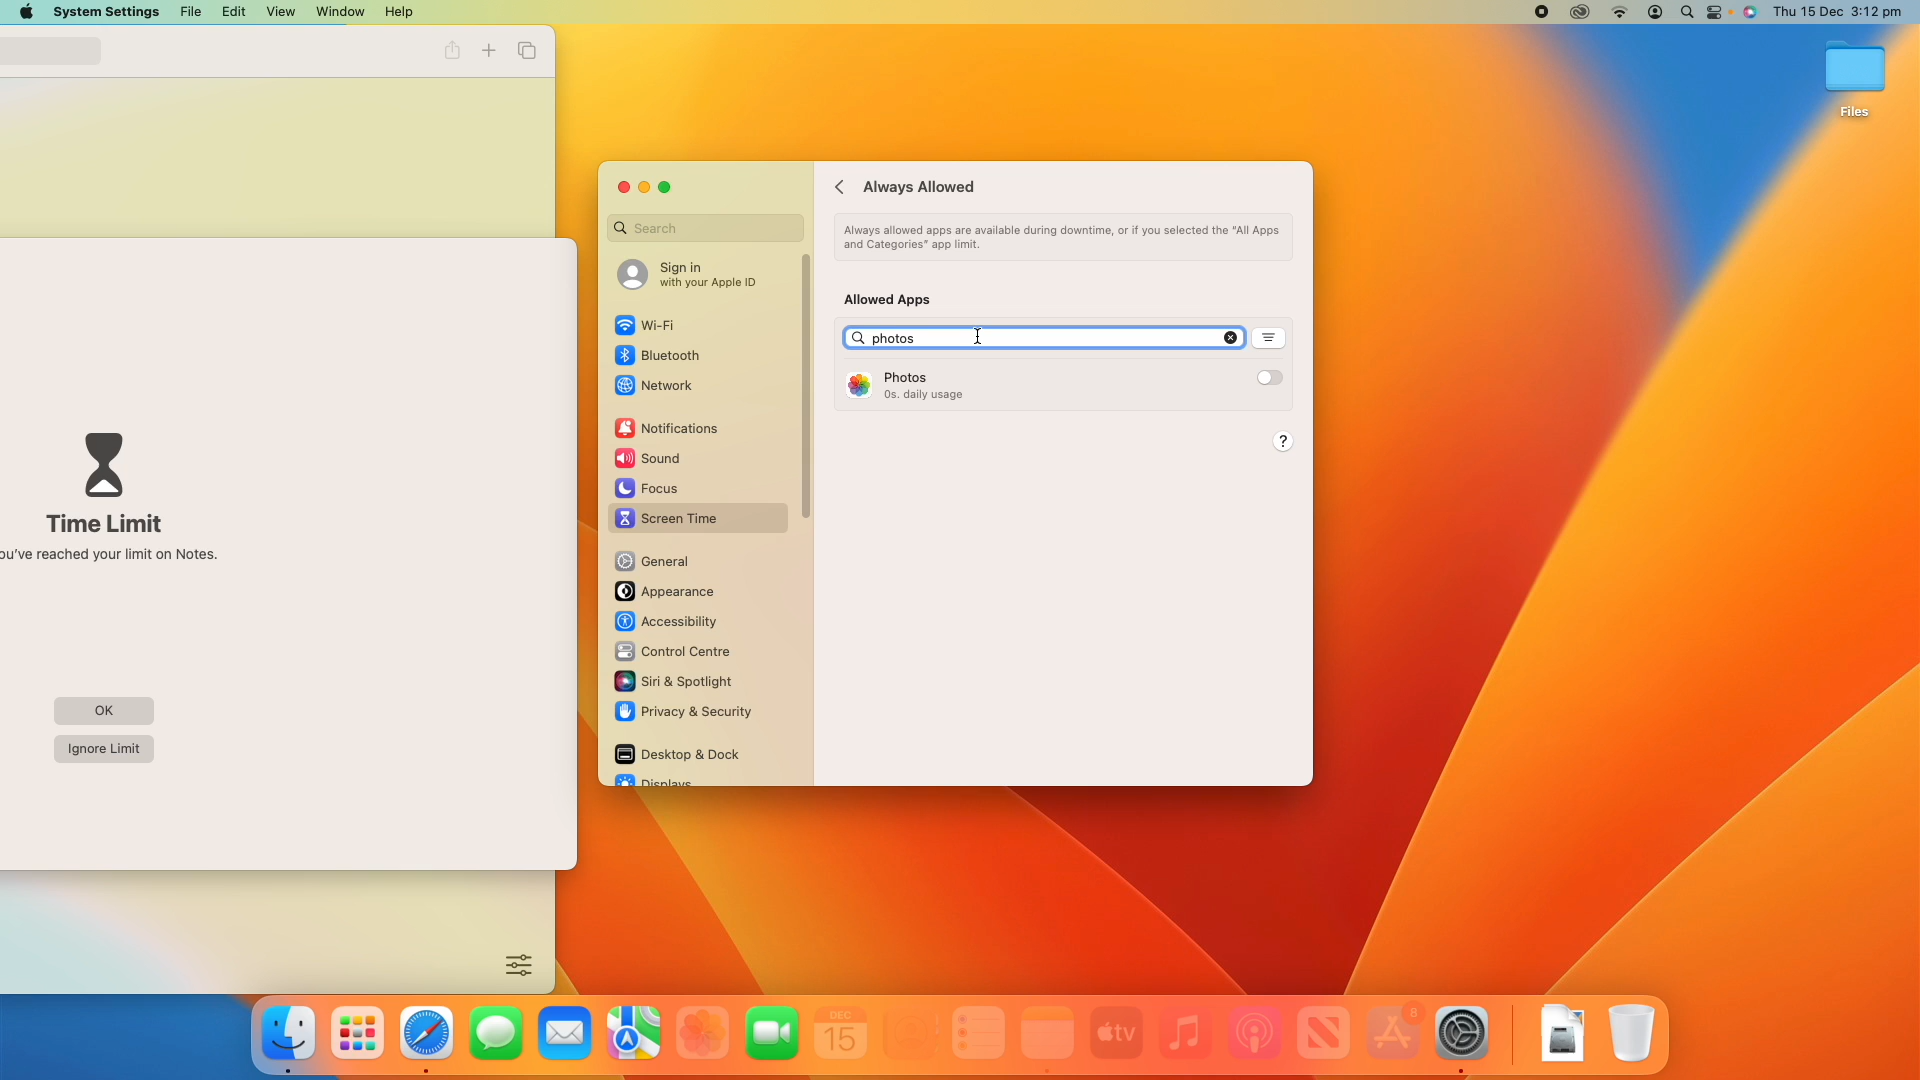 System Settings File Edit View Window Help
Thu 15 Dec 3:12 pm
Files
Time Limit
ou've reached your limit on Notes.
OK
Ignore Limit
Search
Sign in
with your Apple ID
Wi-Fi
Bluetooth
Network
Notifications
Sound
Focus
Screen Time
General
Appearance
Accessibility
Control Centre
Siri & Spotlight
Privacy & Security
Desktop & Dock
Displays
Always Allowed
Always allowed apps are available during downtime, or if you selected the "All Apps
and Categories" app limit.
Allowed Apps
photos
Photos
0s. daily usage
?
DEC
15
tv
8